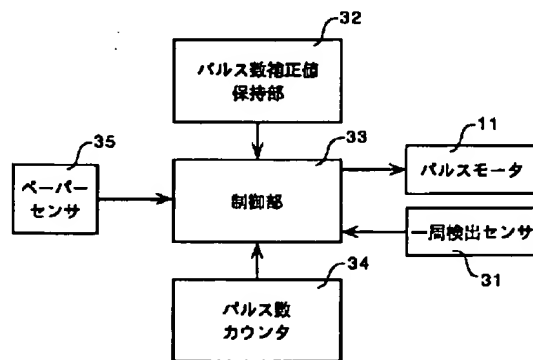 32
パルス数補正値
保持部
35
33
11
ペーパー
センサ
制御部
パルスモータ
一周検出センサ
34
31
パルス数
カウンタ